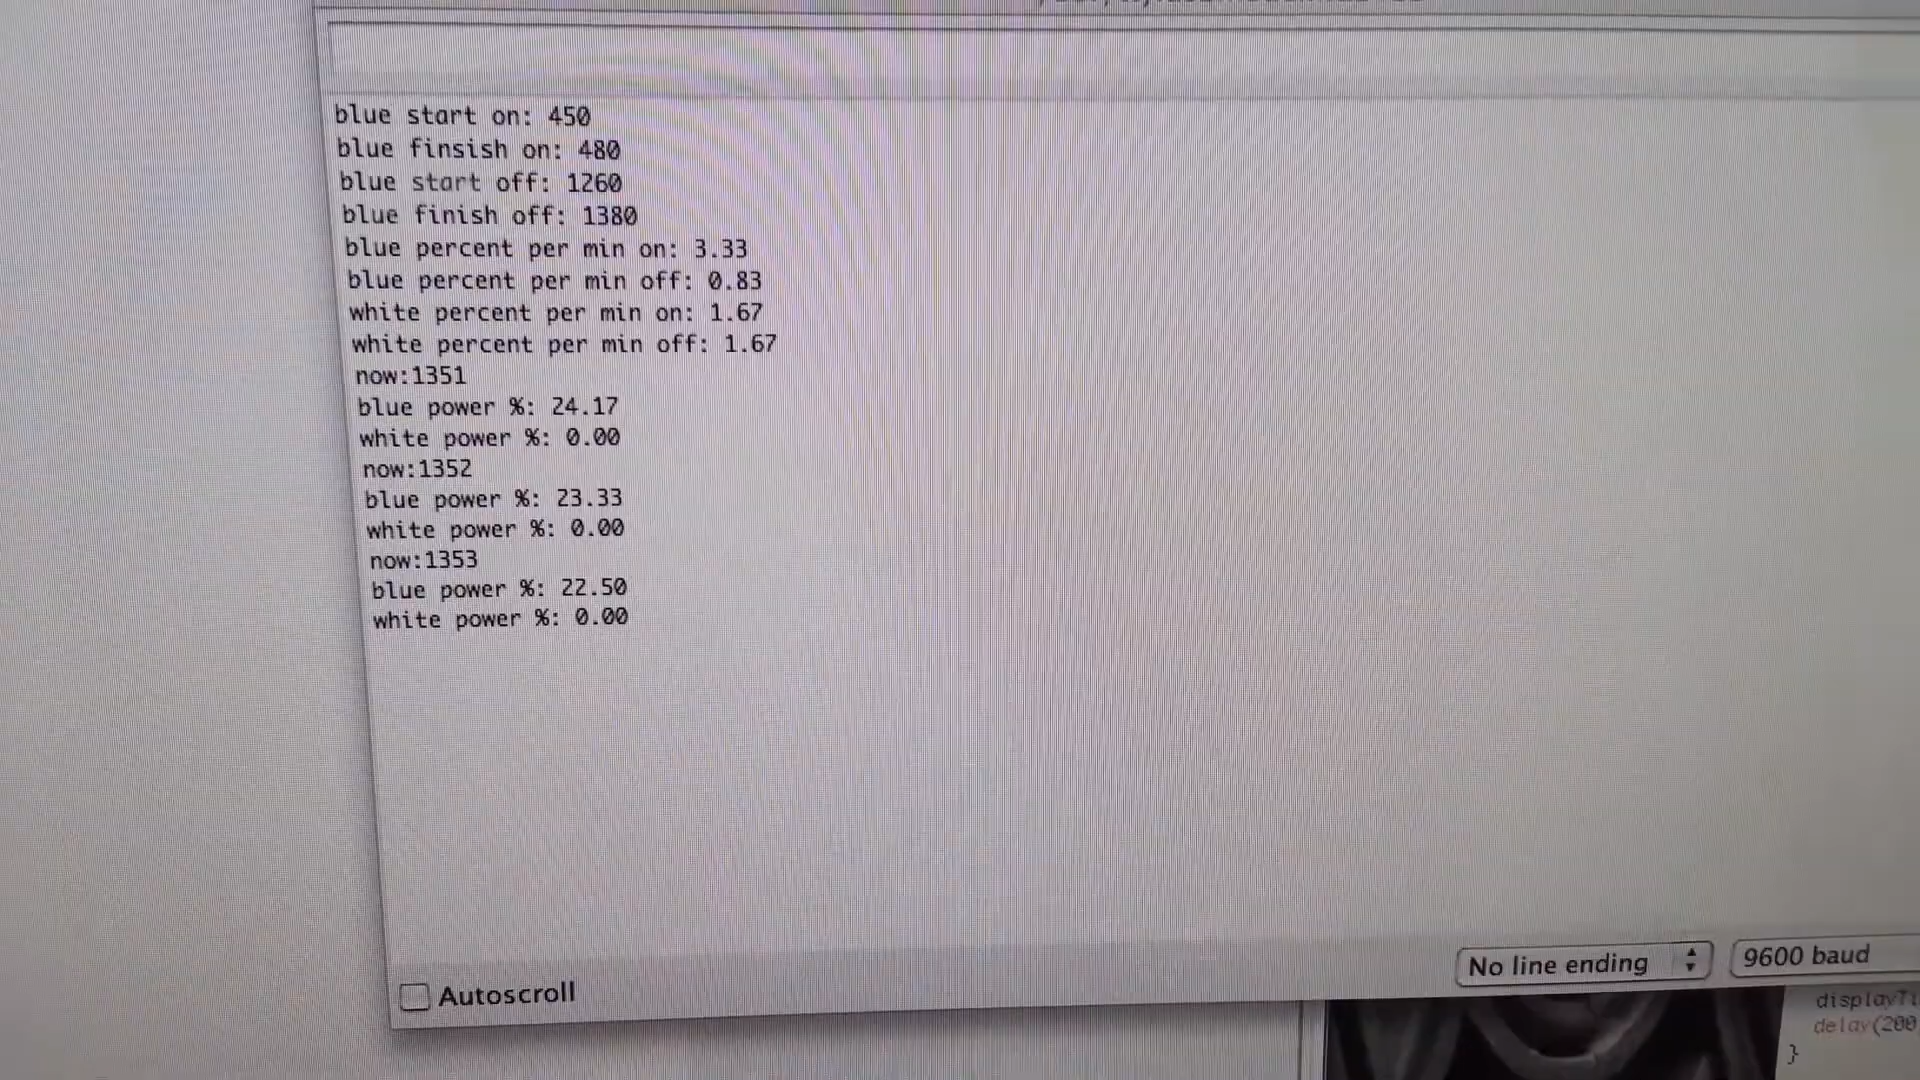 blue start on: 450
blue finsish on: 480
blue start off: 1260
blue finish off: 1380
blue percent per min on: 3.33
blue percent per min off: 0.83
white percent per min on: 1.67
white percent per min off: 1.67
now:1351
blue power %: 24.17
white power %: 0.00
now:1352
blue power %: 23.33
white power %: 0.00
now:1353
blue power %: 22.50
white power %: 0.00
Autoscroll
No line ending
9600 baud
delay(200
}